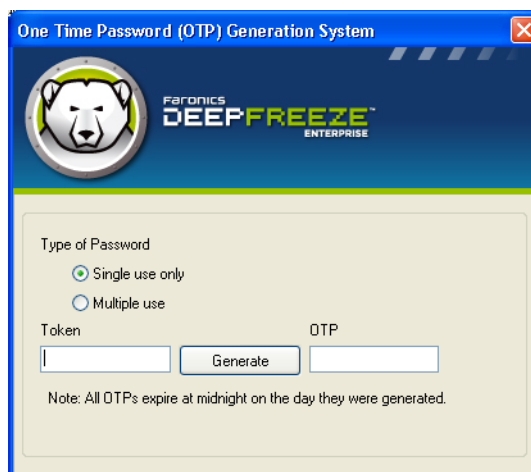 One Time Password (OTP) Generation System
FARONICS
DEEPFREEZE™
ENTERPRISE
Type of Password
Single use only
Multiple use
Token OTP
Generate
Note: All OTPs expire at midnight on the day they were generated.